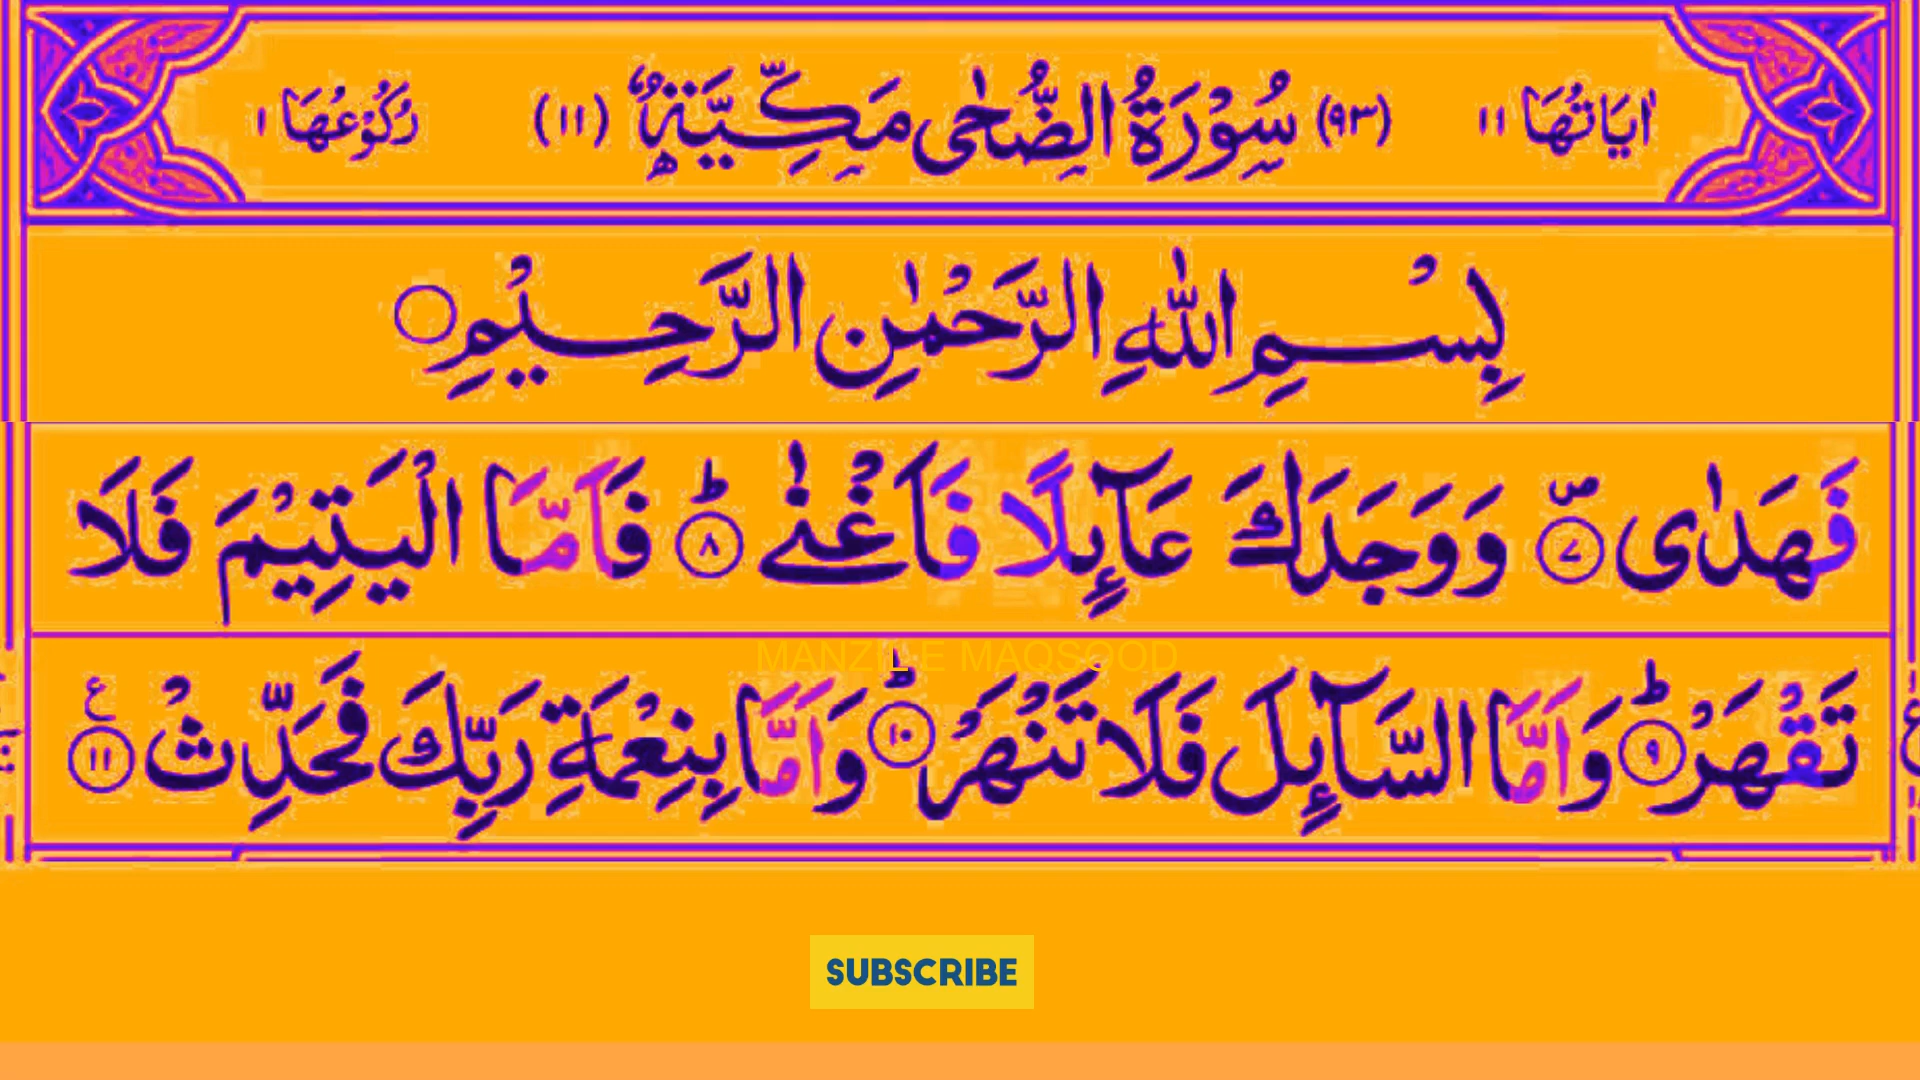 اٰيَاتُهَا ١١ (٩٣) سُوْرَةُ الضُّحٰى مَكِّيَّةٌ (١١) رُكُوْعُهَا ١
بِسْمِ اللّٰهِ الرَّحْمٰنِ الرَّحِيْمِ
فَهَدٰى ۪ۙ ﴿٧﴾ وَوَجَدَكَ عَآئِلًا فَاَغْنٰى ؕ ﴿٨﴾ فَاَمَّا الْيَتِيْمَ فَلَا
MANZIL E MAQSOOD
تَقْهَرْ ؕ ﴿٩﴾ وَاَمَّا السَّآئِلَ فَلَا تَنْهَرْ ؕ ﴿١٠﴾ وَاَمَّا بِنِعْمَةِ رَبِّكَ فَحَدِّثْ ﴿١١﴾ ع
SUBSCRIBE